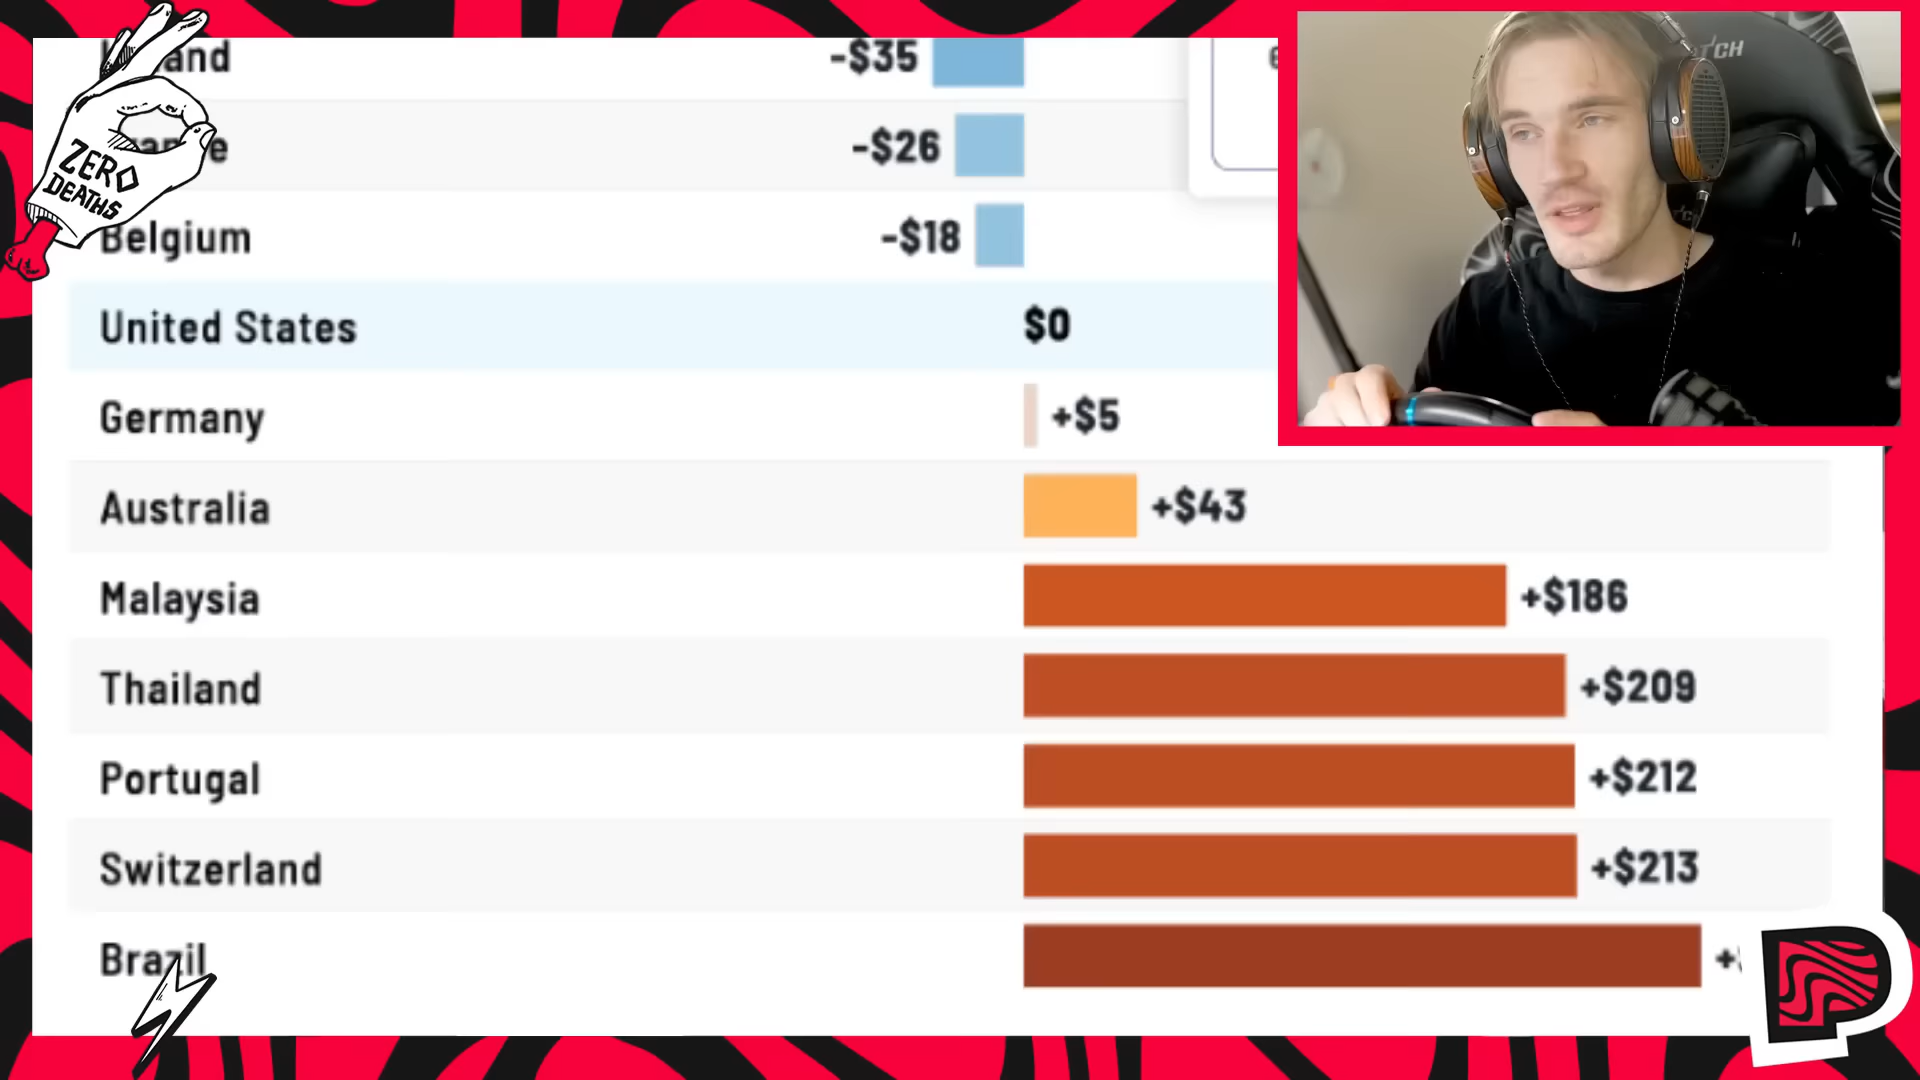 -$35
-$26
ZERO
DEATHS
Belgium -$18
United States $0
Germany +$5
Australia +$43
Malaysia +$186
Thailand +$209
Portugal +$212
Switzerland +$213
Brazil